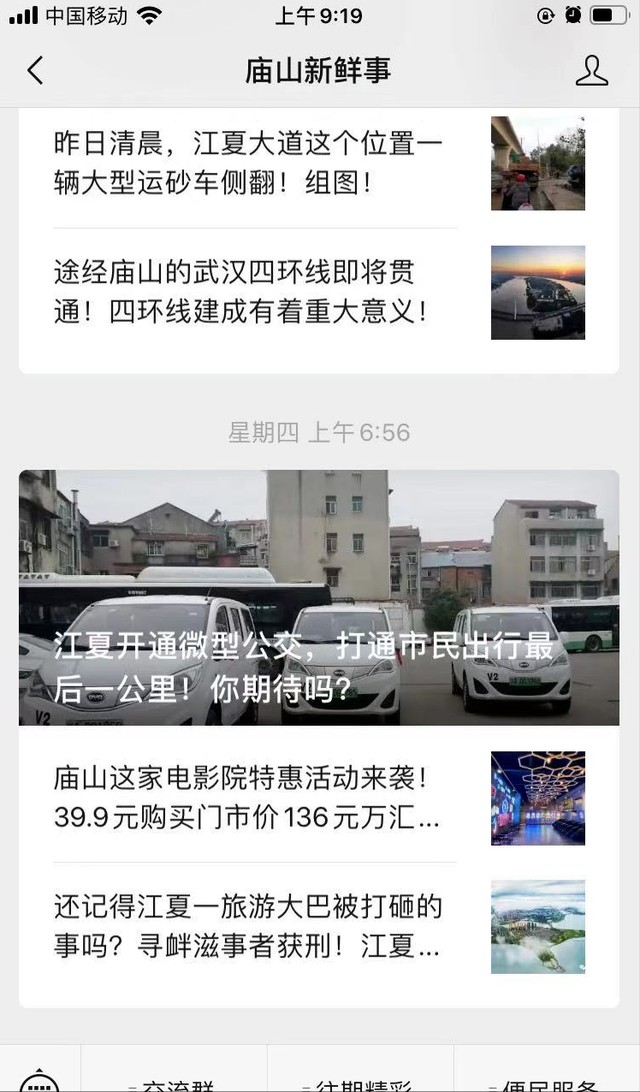 中国移动
上午9:19
庙山新鲜事
昨日清晨，江夏大道这个位置一
辆大型运砂车侧翻！组图！
途经庙山的武汉四环线即将贯
通！四环线建成有着重大意义！
星期四 上午6:56
江夏开通微型公交，打通市民出行最
后一公里！你期待吗？
V2
V2
庙山这家电影院特惠活动来袭！
39.9元购买门市价136元万汇...
还记得江夏一旅游大巴被打砸的
事吗？寻衅滋事者获刑！江夏...
交流群
往期精彩
便民服务